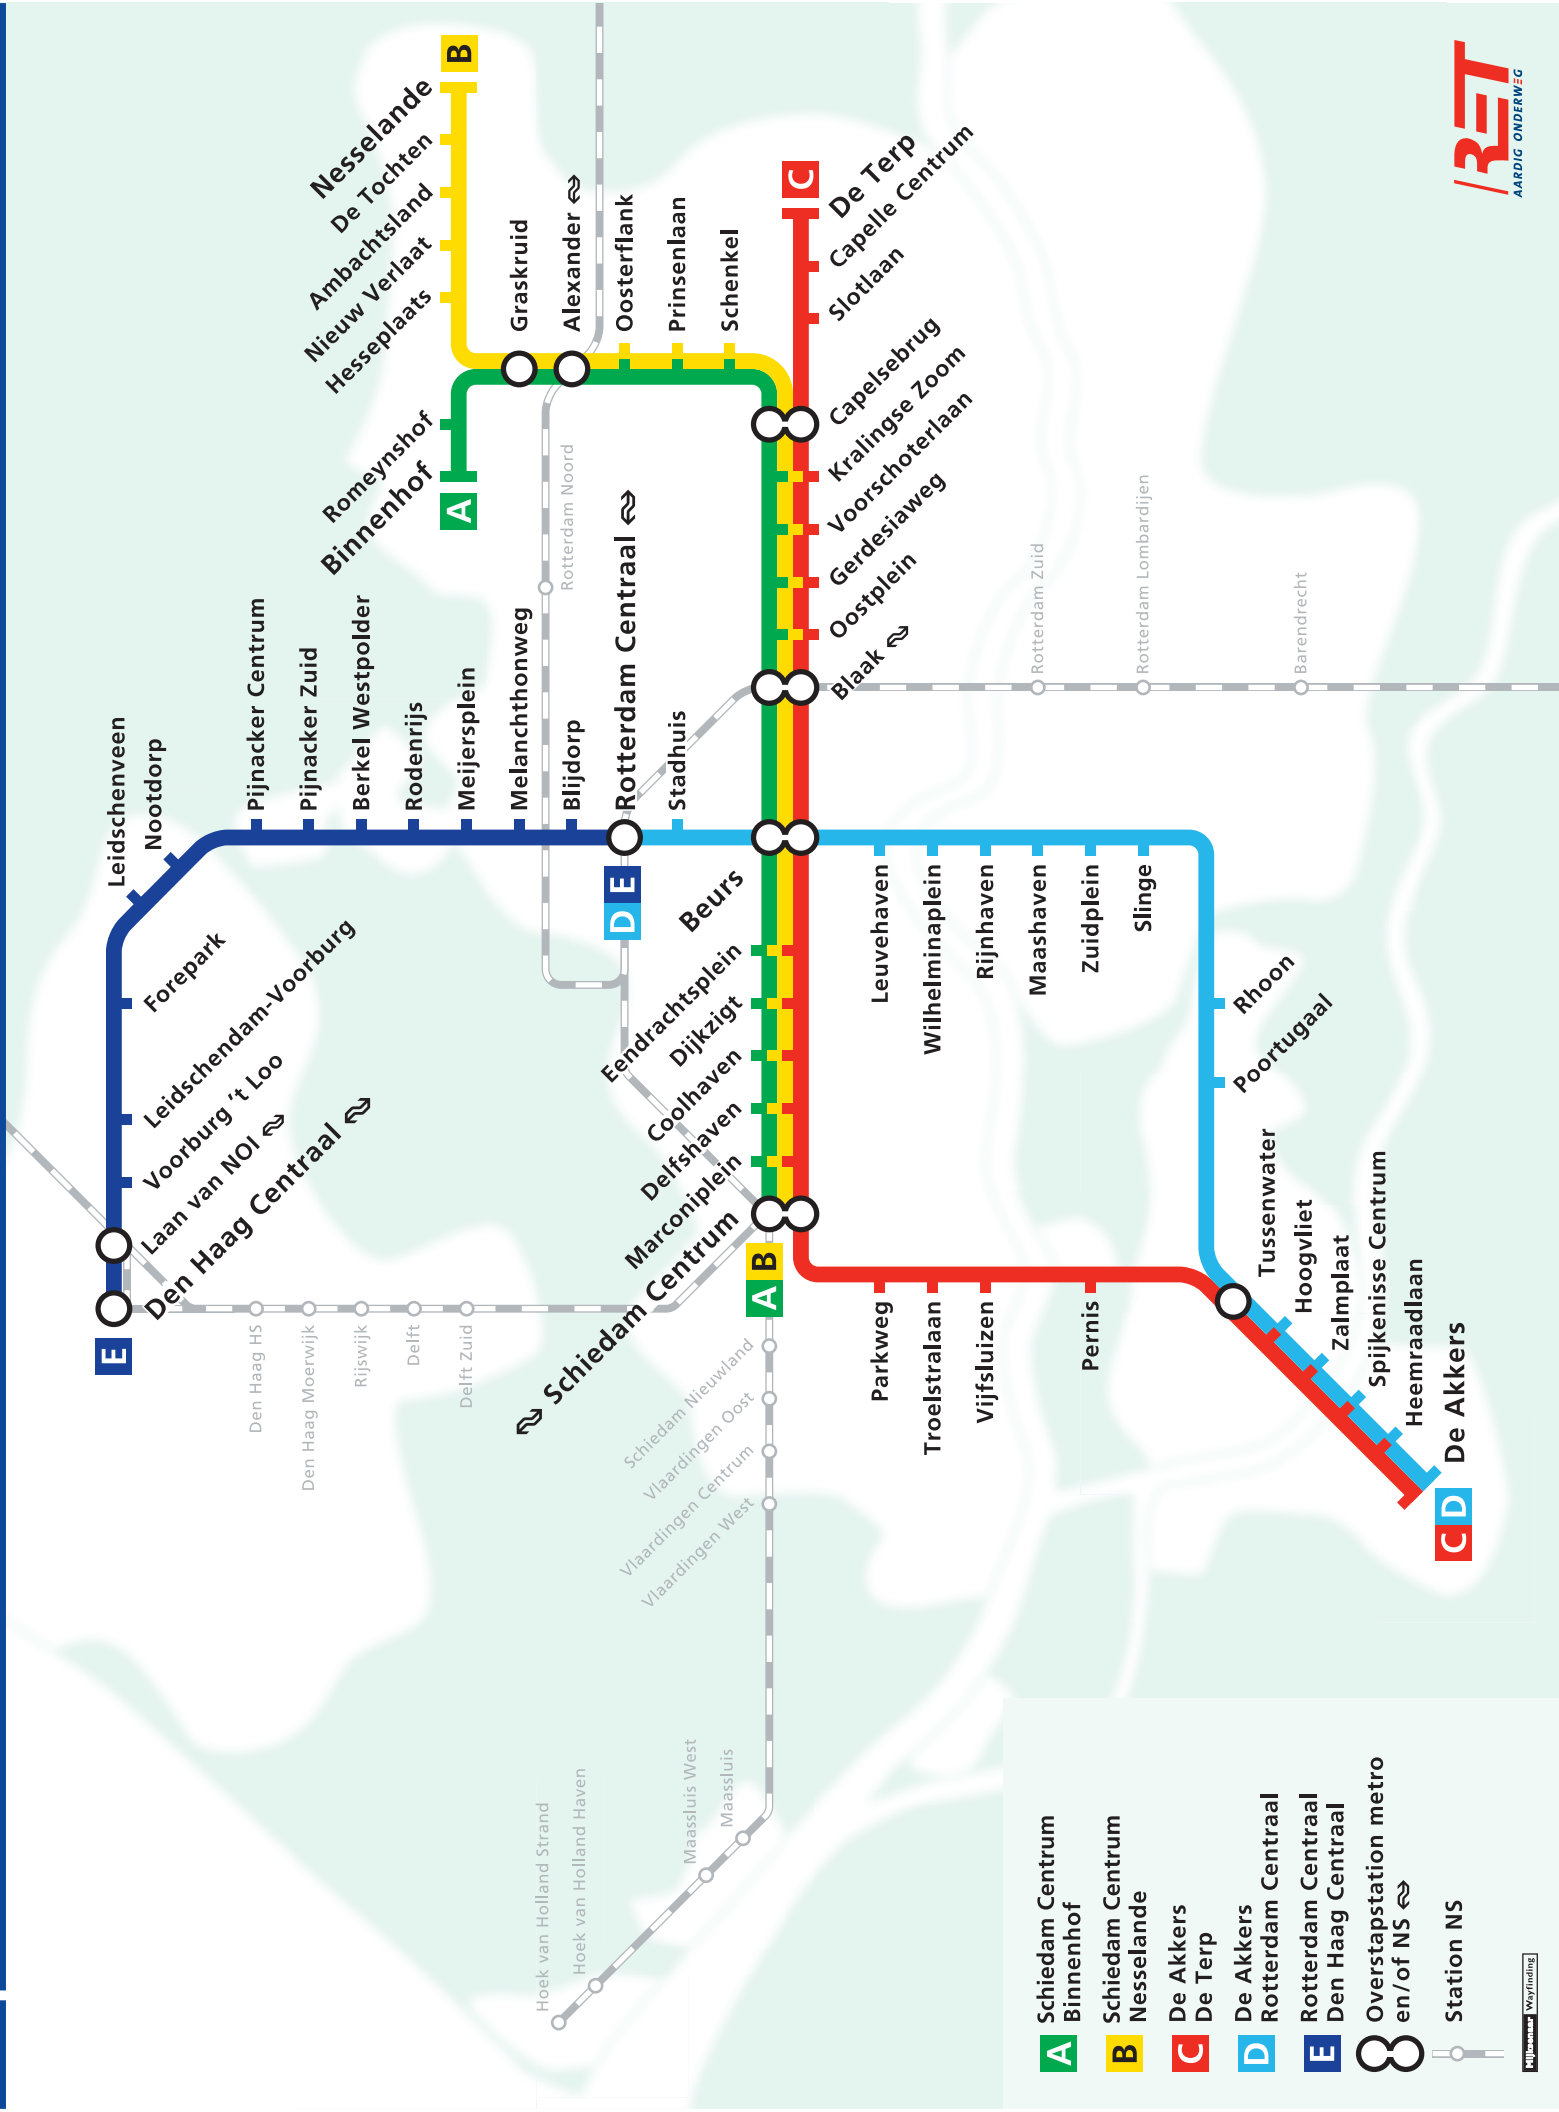 Nesselande
B
De Tochten
Ambachtsland
Nieuw Verlaat
Hesseplaats
Romeynshof
Binnenhof
A
Graskruid
Alexander
Oosterflank
Prinsenlaan
Schenkel
C
De Terp
Capelle Centrum
Slotlaan
Capelsebrug
Kralingse Zoom
Voorschoterlaan
Gerdesiaweg
Oostplein
Blaak
RET
AARDIG ONDERWEG
Rotterdam Noord
Rotterdam Zuid
Rotterdam Lombardijen
Barendrecht
Leidschenveen
Nootdorp
Pijnacker Centrum
Pijnacker Zuid
Berkel Westpolder
Rodenrijs
Meijersplein
Melanchthonweg
Blijdorp
Rotterdam Centraal
D E
Stadhuis
Beurs
Forepark
Leidschendam-Voorburg
Voorburg ’t Loo
Laan van NOI
Den Haag Centraal
E
Den Haag HS
Den Haag Moerwijk
Rijswijk
Delft
Delft Zuid
Eendrachtsplein
Dijkzigt
Coolhaven
Delfshaven
Marconiplein
Schiedam Centrum
A B
Schiedam Nieuwland
Vlaardingen Oost
Vlaardingen Centrum
Vlaardingen West
Maassluis
Maassluis West
Hoek van Holland Haven
Hoek van Holland Strand
Leuvehaven
Wilhelminaplein
Rijnhaven
Maashaven
Zuidplein
Slinge
Rhoon
Poortugaal
Parkweg
Troelstralaan
Vijfsluizen
Pernis
Tussenwater
Hoogvliet
Zalmplaat
Spijkenisse Centrum
Heemraadlaan
De Akkers
C D
A Schiedam Centrum
Binnenhof
B Schiedam Centrum
Nesselande
C De Akkers
De Terp
D De Akkers
Rotterdam Centraal
E Rotterdam Centraal
Den Haag Centraal
Overstapstation metro
en/of NS
Station NS
Mijksenaar Wayfinding